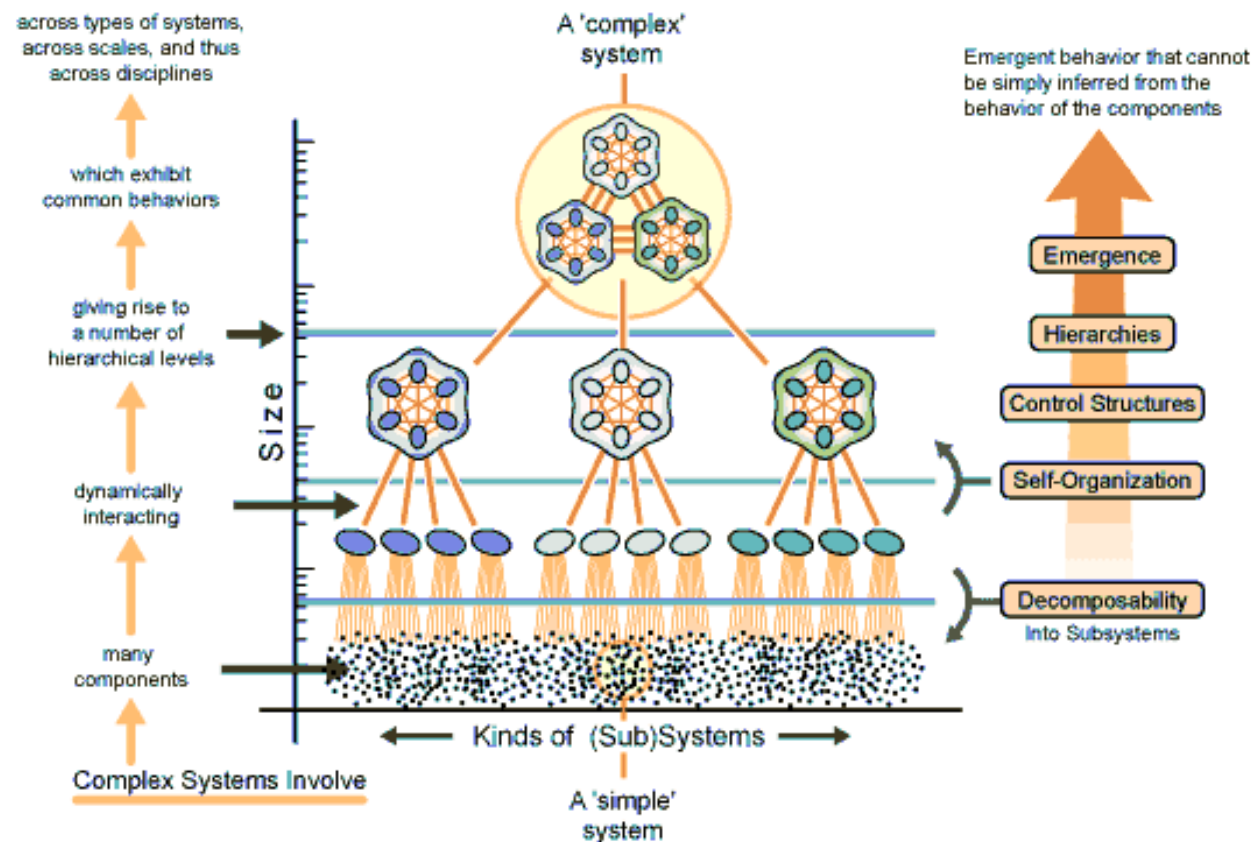 across types of systems,
across scales, and thus
across disciplines
which exhibit
common behaviors
giving rise to
a number of
hierarchical levels
dynamically
interacting
many
components
Complex Systems Involve
A 'complex'
system
Size
Kinds of (Sub)Systems
A 'simple'
system
Emergent behavior that cannot
be simply inferred from the
behavior of the components
Emergence
Hierarchies
Control Structures
Self-Organization
Decomposability
Into Subsystems